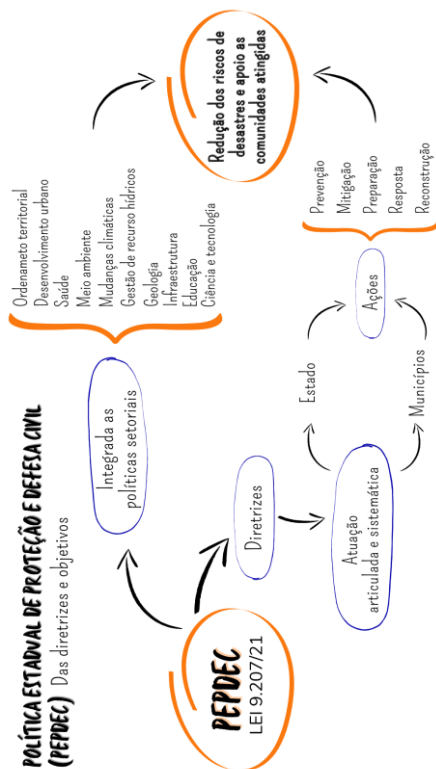 POLÍTICA ESTADUAL DE PROTEÇÃO E DEFESA CIVIL
(PEPDEC) Das diretrizes e objetivos
PEPDEC
LEI 9.207/21
Integrada as
políticas setoriais
Ordenameto territorial
Desenvolvimento urbano
Saúde
Meio ambiente
Mudanças climáticas
Gestão de recurso hídricos
Geologia
Infraestrutura
Educação
Ciência e tecnologia
Diretrizes
Atuação
articulada e sistemática
Estado
Municípios
Ações
Prevenção
Mitigação
Preparação
Resposta
Reconstrução
Redução dos riscos de
desastres e apoio as
comunidades atingidas